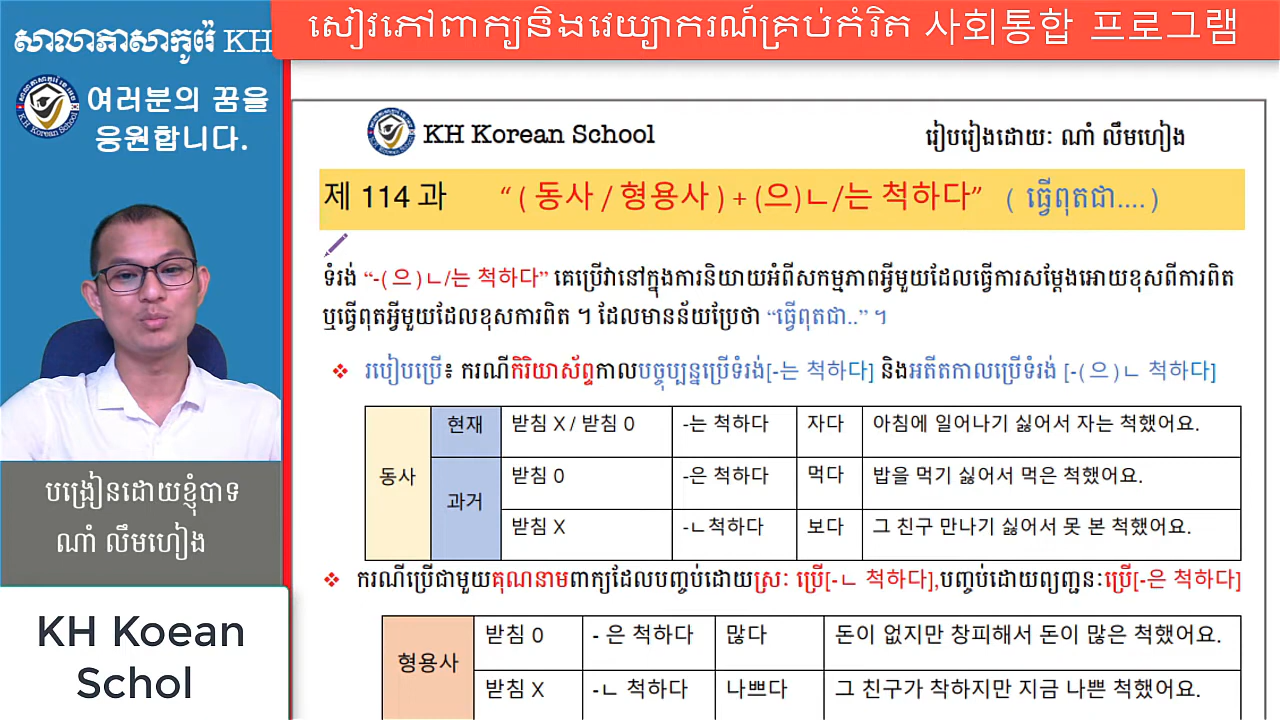 សាលាភាសាកូរ៉េ KH
សៀវភៅពាក្យនិងវេយ្យាករណ៍គ្រប់កំរិត 사회통합 프로그램
여러분의 꿈을
응원합니다.
KH Korean School
រៀបរៀងដោយ: ណាំ លឹមហៀង
제 114 과 “ ( 동사 / 형용사 ) + (으)ㄴ/는 척하다” ( ធ្វើពុតជា.... )
ទំរង់ “-(으)ㄴ/는 척하다” គេប្រើវានៅក្នុងការនិយាយអំពីសកម្មភាពអ្វីមួយដែលធ្វើការសម្តែងអោយខុសពីការពិត
ឬធ្វើពុតអ្វីមួយដែលខុសការពិត ។ ដែលមានន័យប្រែថា “ធ្វើពុតជា..” ។
❖ របៀបប្រើ៖ ករណីកិរិយាស័ព្ទកាលបច្ចុប្បន្នប្រើទំរង់[-는 척하다] និងអតីតកាលប្រើទំរង់ [-(으)ㄴ 척하다]
동사 현재 받침 X / 받침 0 -는 척하다 자다 아침에 일어나기 싫어서 자는 척했어요.
과거 받침 0 -은 척하다 먹다 밥을 먹기 싫어서 먹은 척했어요.
받침 X -ㄴ척하다 보다 그 친구 만나기 싫어서 못 본 척했어요.
❖ ករណីប្រើជាមួយគុណនាមពាក្យដែលបញ្ចប់ដោយស្រៈ ប្រើ[-ㄴ 척하다],បញ្ចប់ដោយព្យញ្ជនៈប្រើ[-은 척하다]
형용사 받침 0 - 은 척하다 많다 돈이 없지만 창피해서 돈이 많은 척했어요.
받침 X -ㄴ 척하다 나쁘다 그 친구가 착하지만 지금 나쁜 척했어요.
បង្រៀនដោយខ្ញុំបាទ
ណាំ លឹមហៀង
KH Koean
Schol